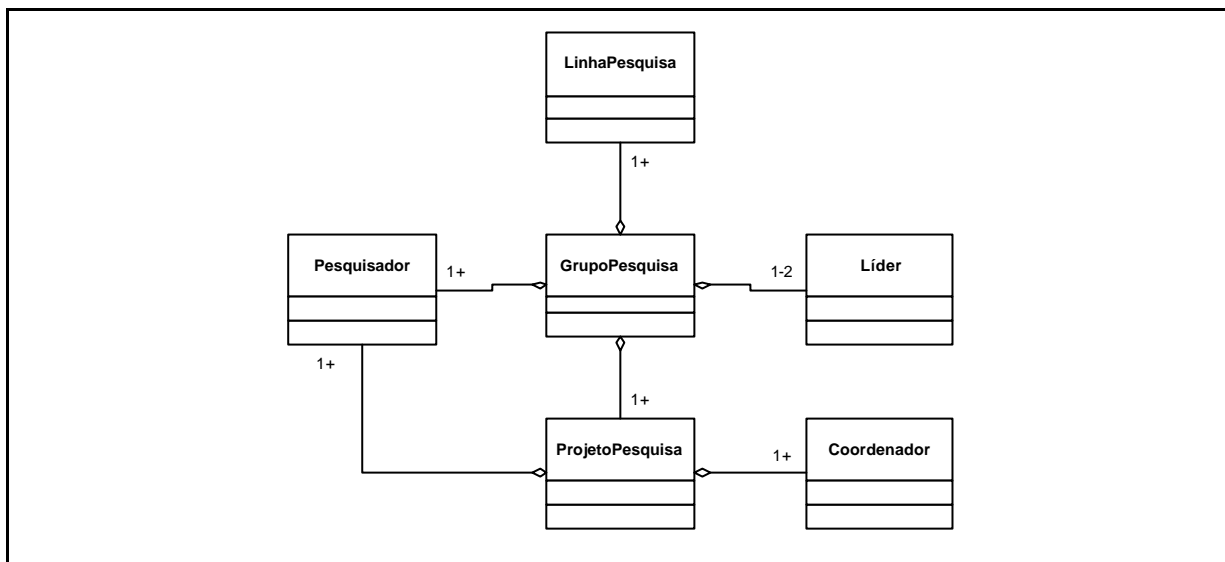 LinhaPesquisa
1+
Pesquisador
1+
GrupoPesquisa
1-2
Líder
1+
1+
ProjetoPesquisa
1+
Coordenador